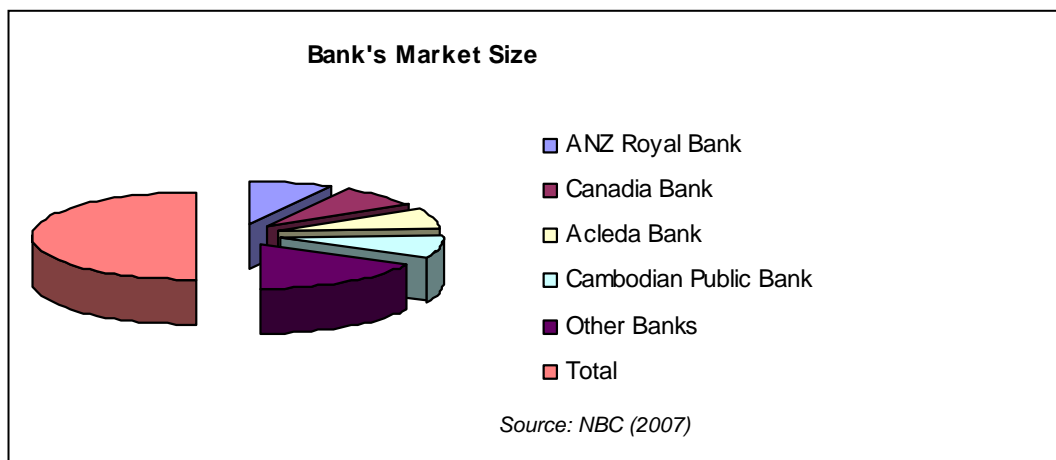 Bank's Market Size
ANZ Royal Bank
Canadia Bank
Acleda Bank
Cambodian Public Bank
Other Banks
Total
Source: NBC (2007)